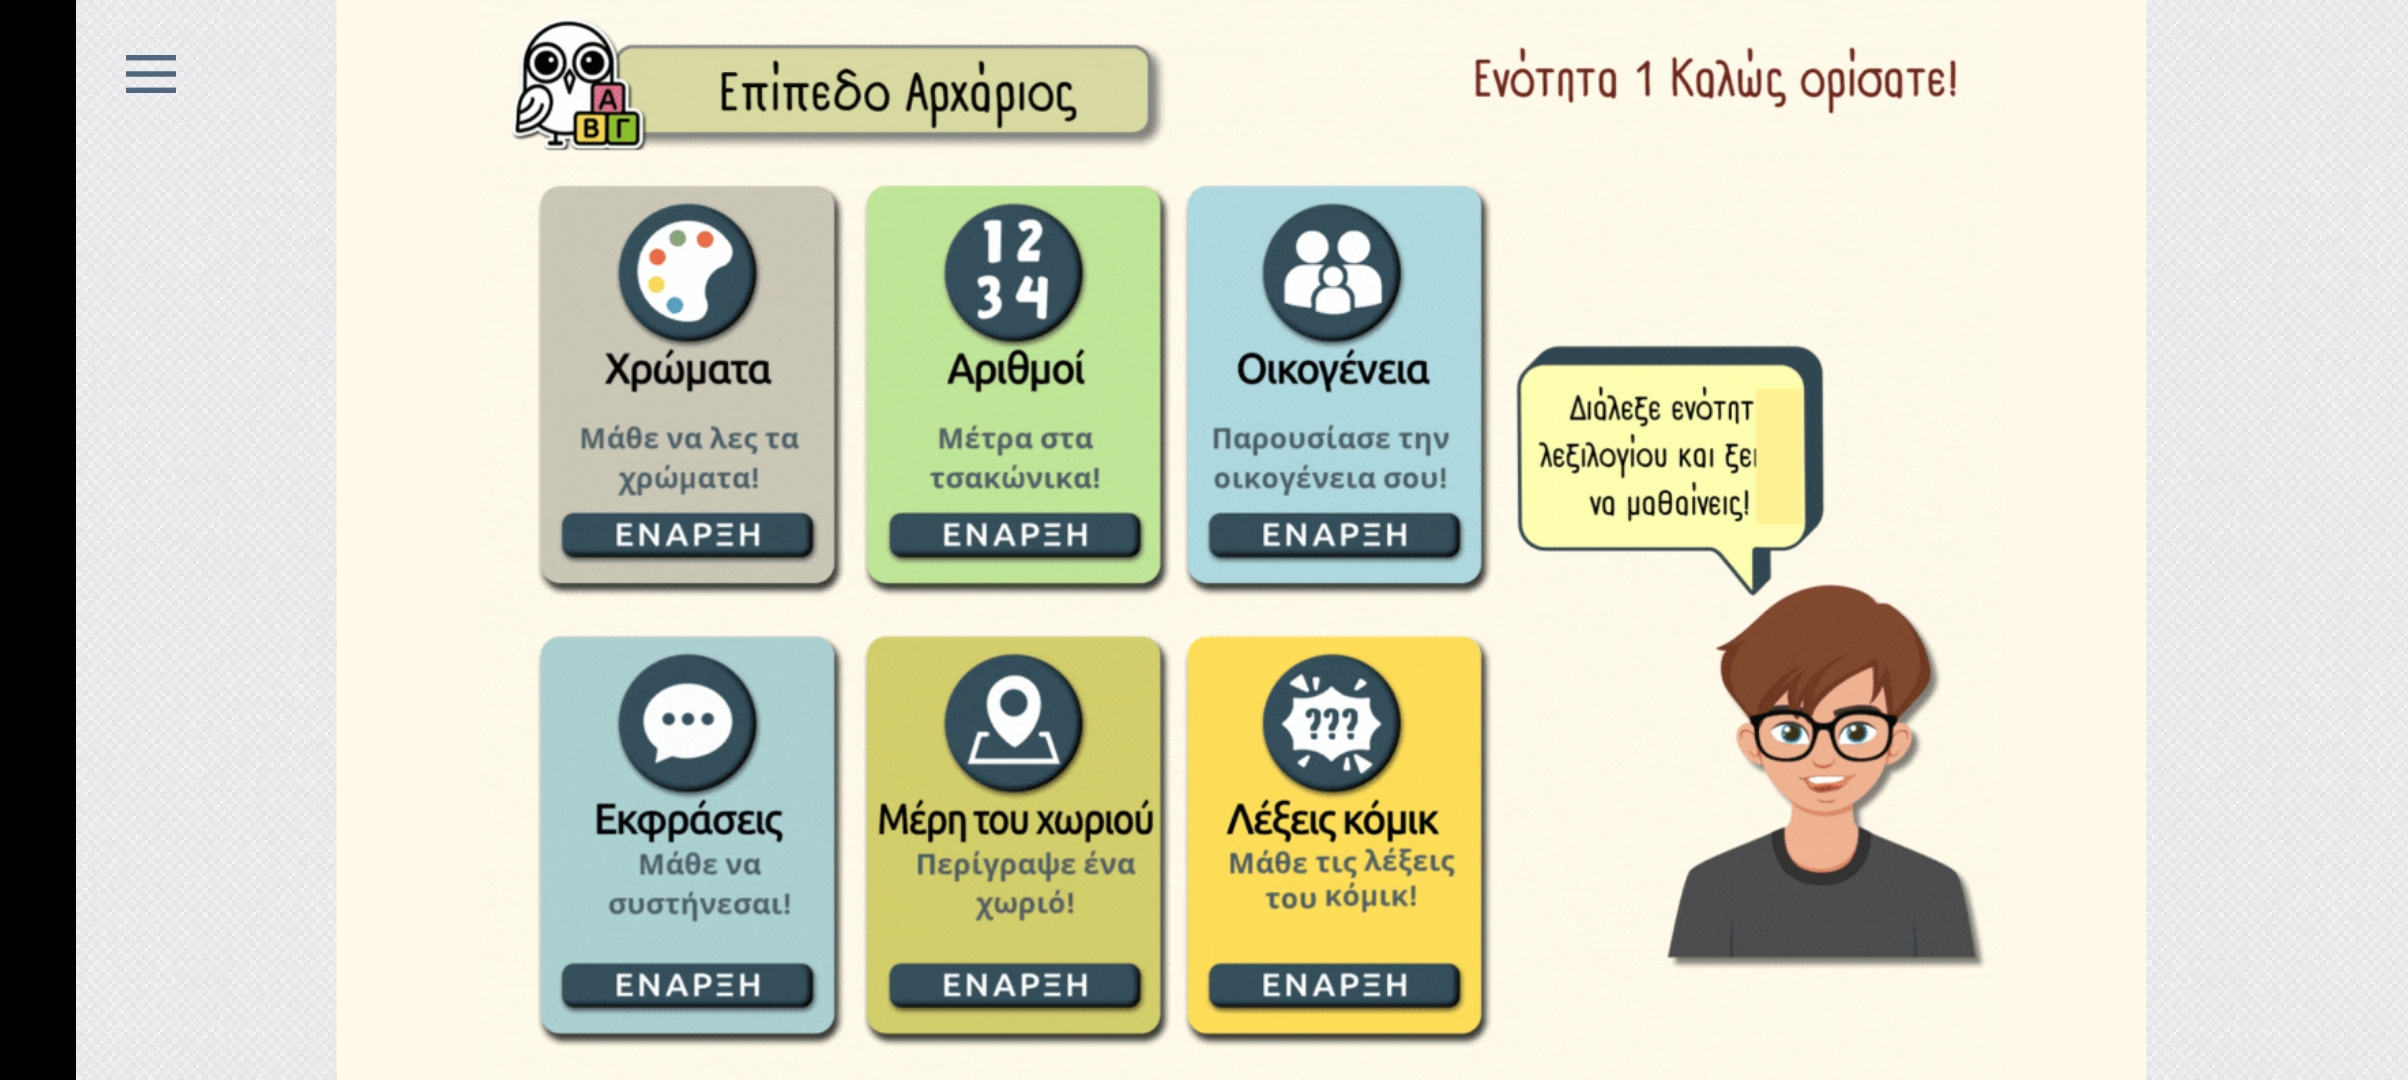 Α
Β Γ
Επίπεδο Αρχάριος
Ενότητα 1 Καλώς ορίσατε!
1 2
3 4
Χρώματα
Μάθε να λες τα
χρώματα!
ΕΝΑΡΞΗ
Αριθμοί
Μέτρα στα
τσακώνικα!
ΕΝΑΡΞΗ
Οικογένεια
Παρουσίασε την
οικογένεια σου!
ΕΝΑΡΞΗ
Διάλεξε ενότητ
λεξιλογίου και ξε
να μαθαίνεις!
Εκφράσεις
Μάθε να
συστήνεσαι!
ΕΝΑΡΞΗ
Μέρη του χωριού
Περίγραψε ένα
χωριό!
ΕΝΑΡΞΗ
???
Λέξεις κόμικ
Μάθε τις λέξεις
του κόμικ!
ΕΝΑΡΞΗ